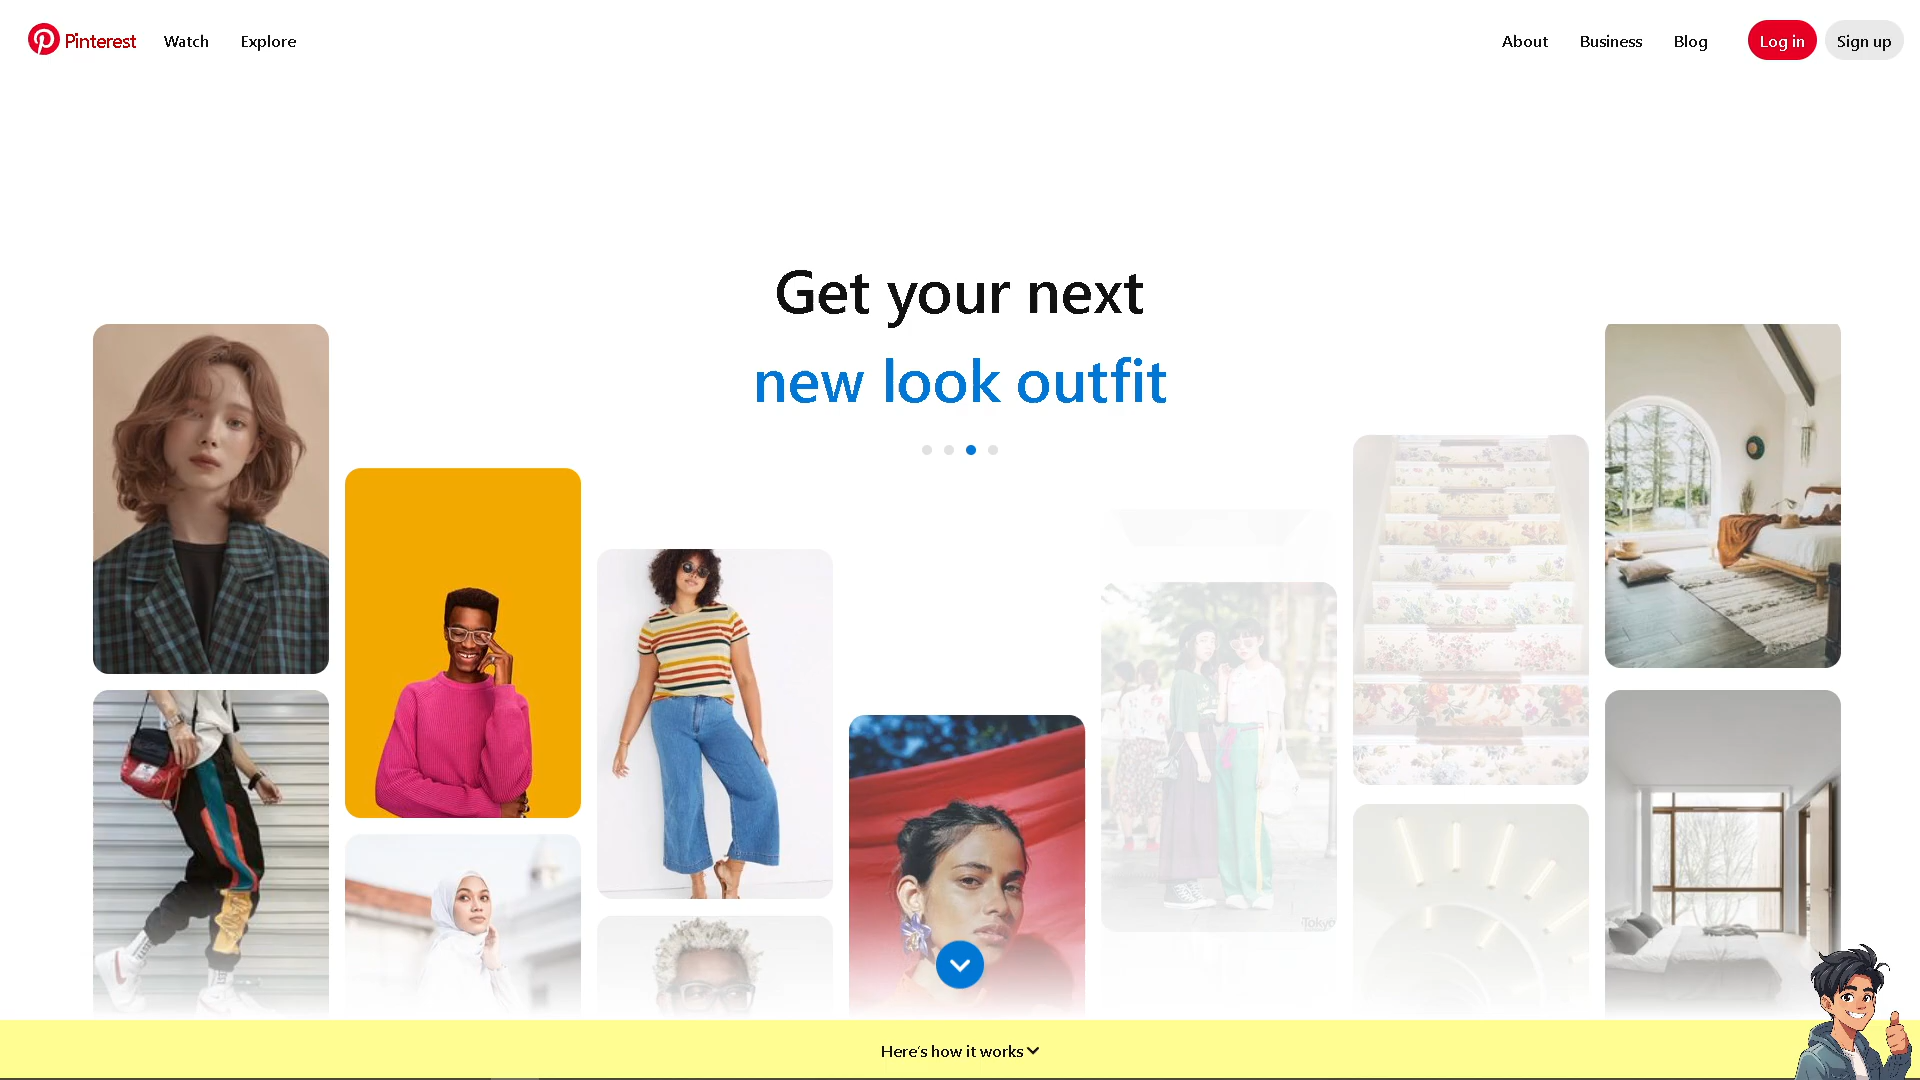 Pinterest Watch Explore About Business Blog Log in Sign up
Get your next
new look outfit
Tokyo
Here's how it works